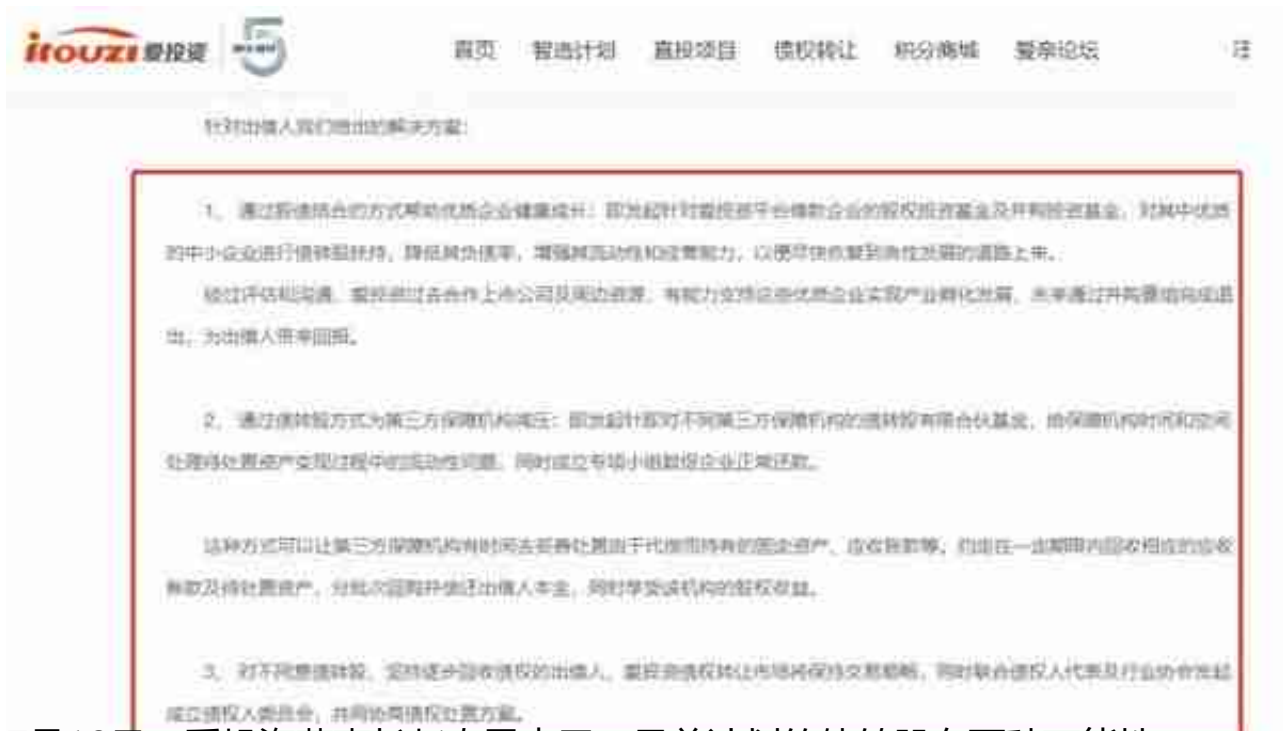 itouzi 爱投资 5
首页 智选计划 直投项目 债权转让 积分商城 爱亲论坛 注
针对出借人我们给出的解决方案：
1、 通过股债结合的方式帮助优质企业健康成长：即发起针对爱投资平台借款企业的股权投资基金及并购投资基金，对其中优质
的中小企业进行债转股扶持，降低其负债率，增强其流动性和经营能力，以便尽快恢复到良性发展的道路上来。
经过评估和沟通，爱投资过去合作上市公司及周边资源，有能力支持这些优质企业实现产业孵化发展，未来通过并购重组完成退
出，为出借人带来回报。
2、 通过债转股方式为第三方保障机构减压：即发起针对不同第三方保障机构的债转股有限合伙基金，给保障机构时间和空间
处理待处置资产变现过程中的流动性问题，同时成立专项小组敦促企业正常还款。
这种方式可以让第三方保障机构有时间去妥善处置由于代偿而持有的固定资产、应收账款等，约定在一定期限内回收相应的应收
账款及待处置资产，分批次回购并偿还出借人本金，同时享受该机构的股权收益。
3、 对不同意债转股、坚持逐步回收债权的出借人，爱投资债权转让市场将保持交易顺畅，同时联合债权人代表及行业协会发起
成立债权人委员会，共同协商债权处置方案。